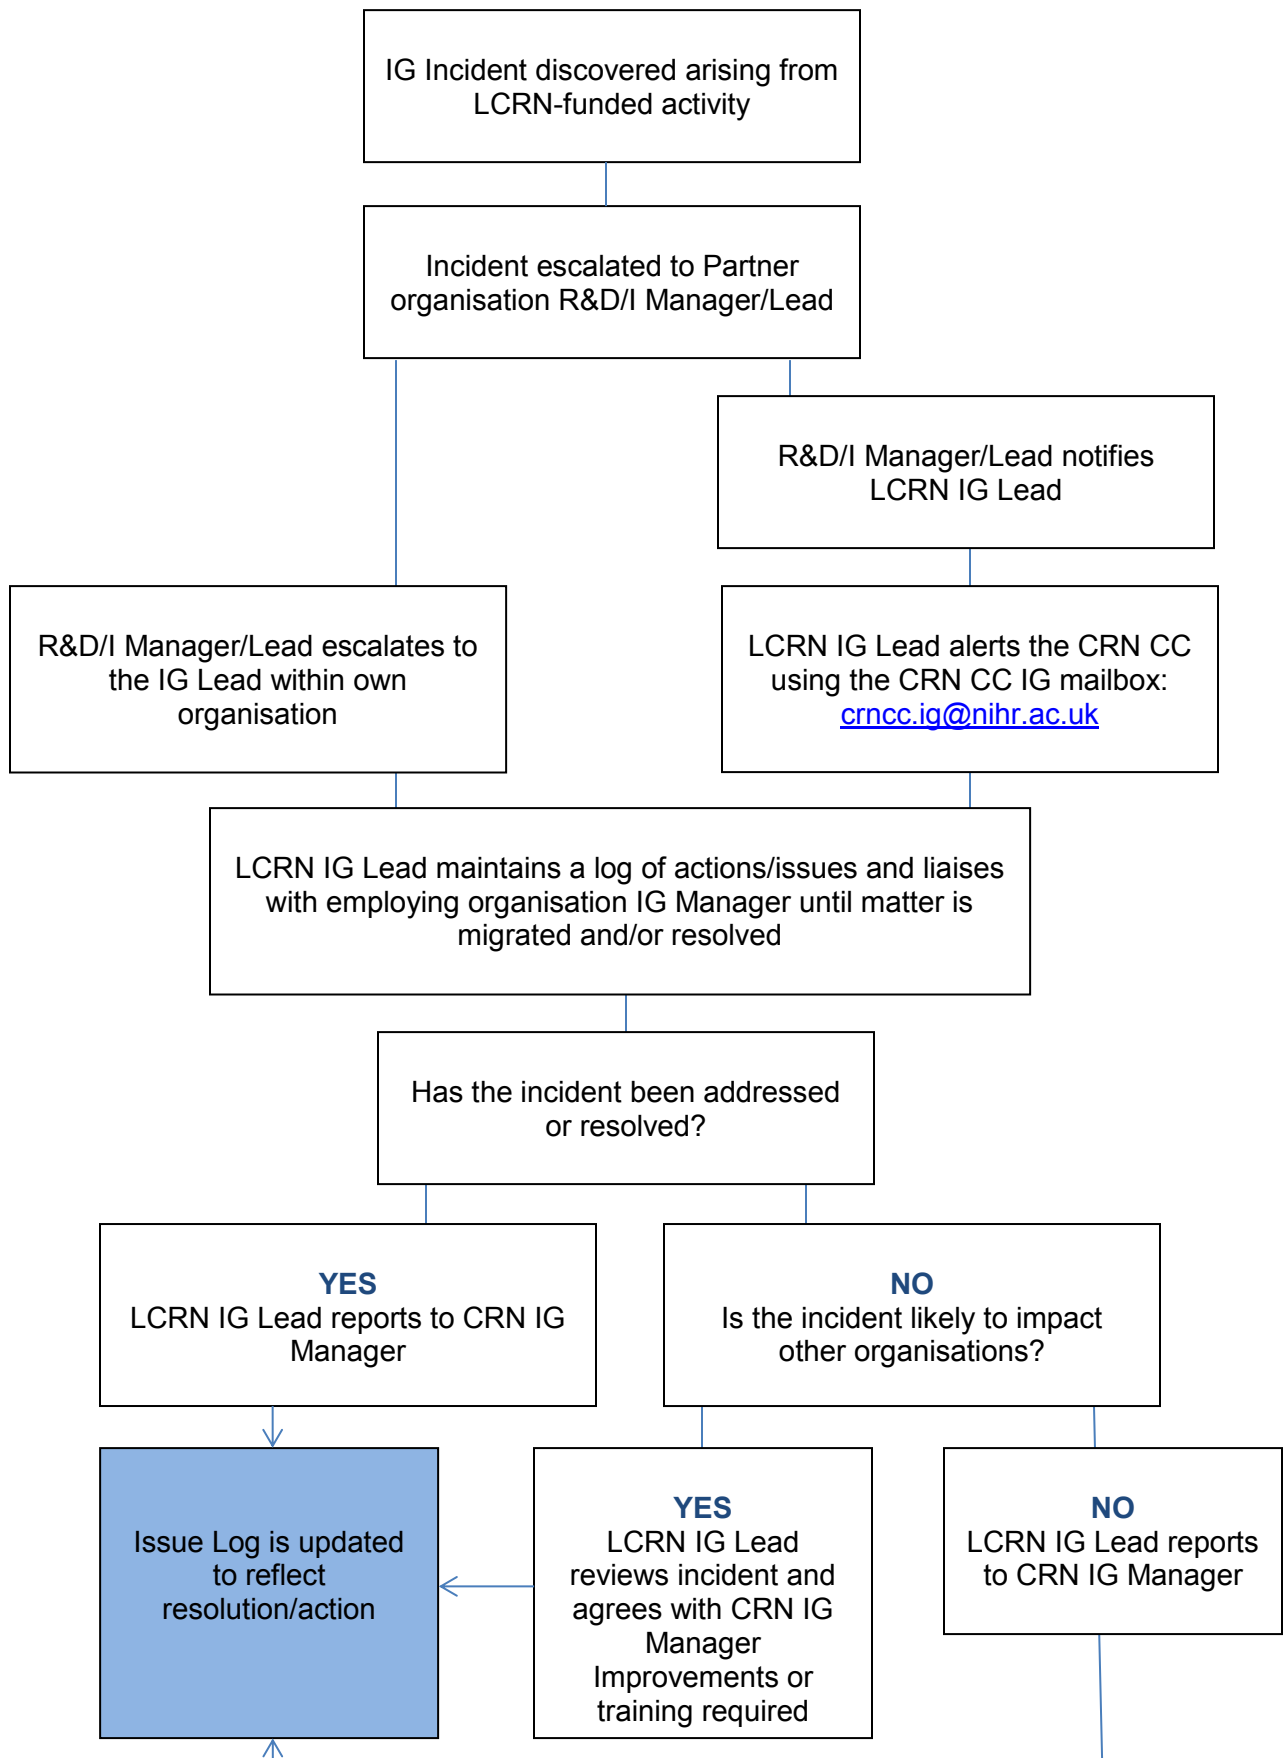 IG Incident discovered arising from
LCRN-funded activity
Incident escalated to Partner
organisation R&D/I Manager/Lead
R&D/I Manager/Lead notifies
LCRN IG Lead
R&D/I Manager/Lead escalates to
the IG Lead within own
organisation
LCRN IG Lead alerts the CRN CC
using the CRN CC IG mailbox:
crncc.ig@nihr.ac.uk
LCRN IG Lead maintains a log of actions/issues and liaises
with employing organisation IG Manager until matter is
migrated and/or resolved
Has the incident been addressed
or resolved?
YES
LCRN IG Lead reports to CRN IG
Manager
NO
Is the incident likely to impact
other organisations?
Issue Log is updated
to reflect
resolution/action
YES
LCRN IG Lead
reviews incident and
agrees with CRN IG
Manager
Improvements or
training required
NO
LCRN IG Lead reports
to CRN IG Manager